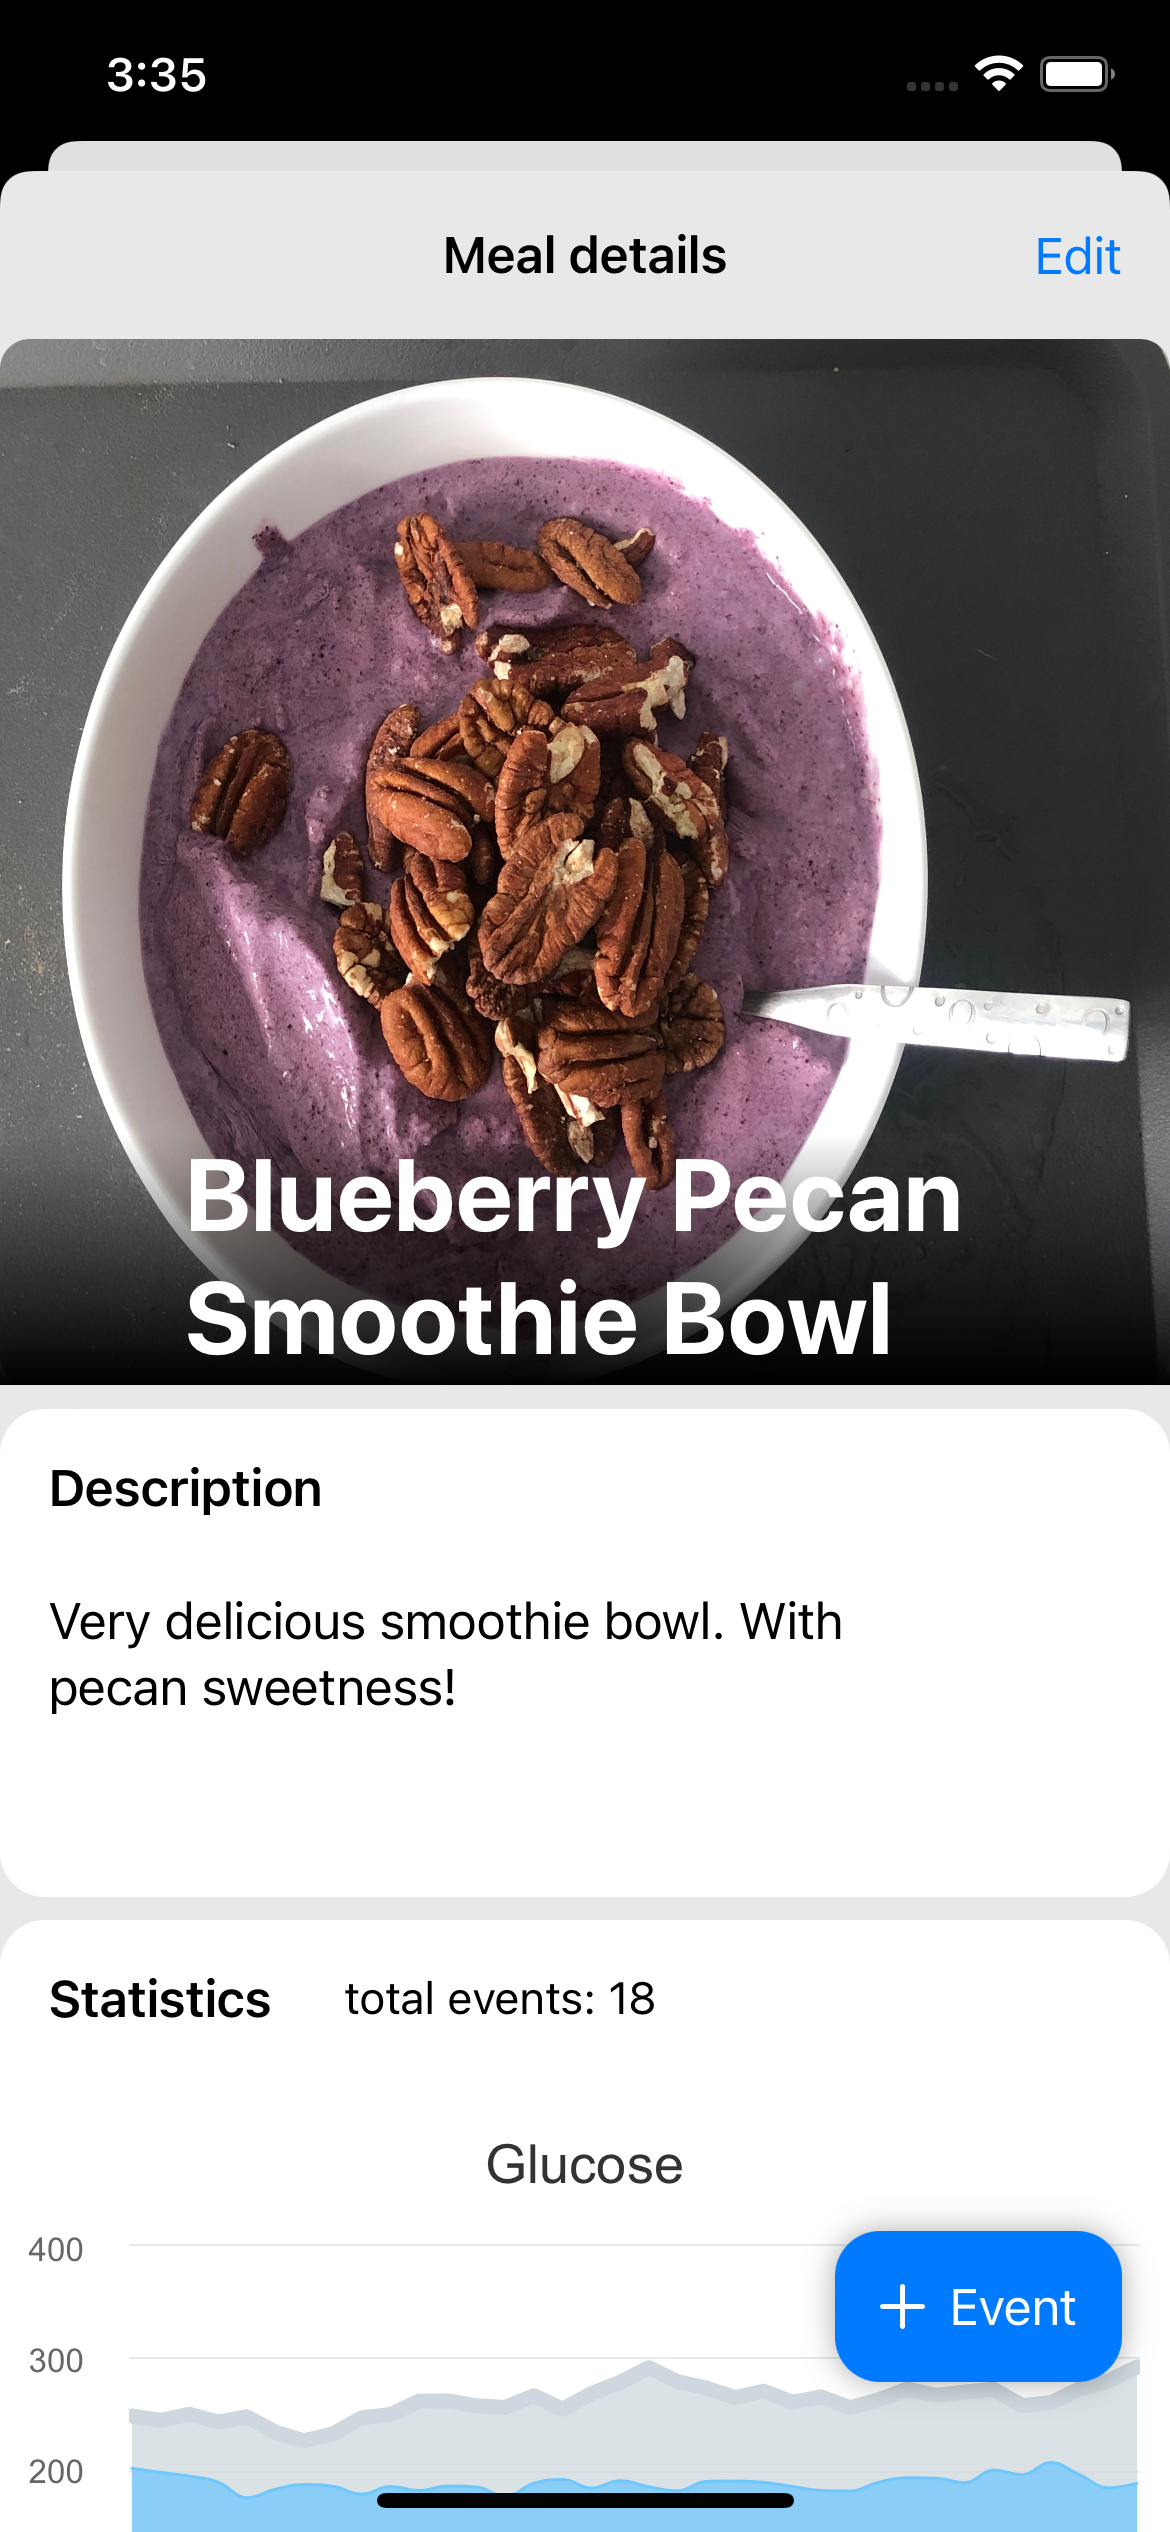 3:35
Meal details
Edit
Blueberry Pecan
Smoothie Bowl
Description
Very delicious smoothie bowl. With
pecan sweetness!
Statistics
total events: 18
Glucose
400
+ Event
300
200